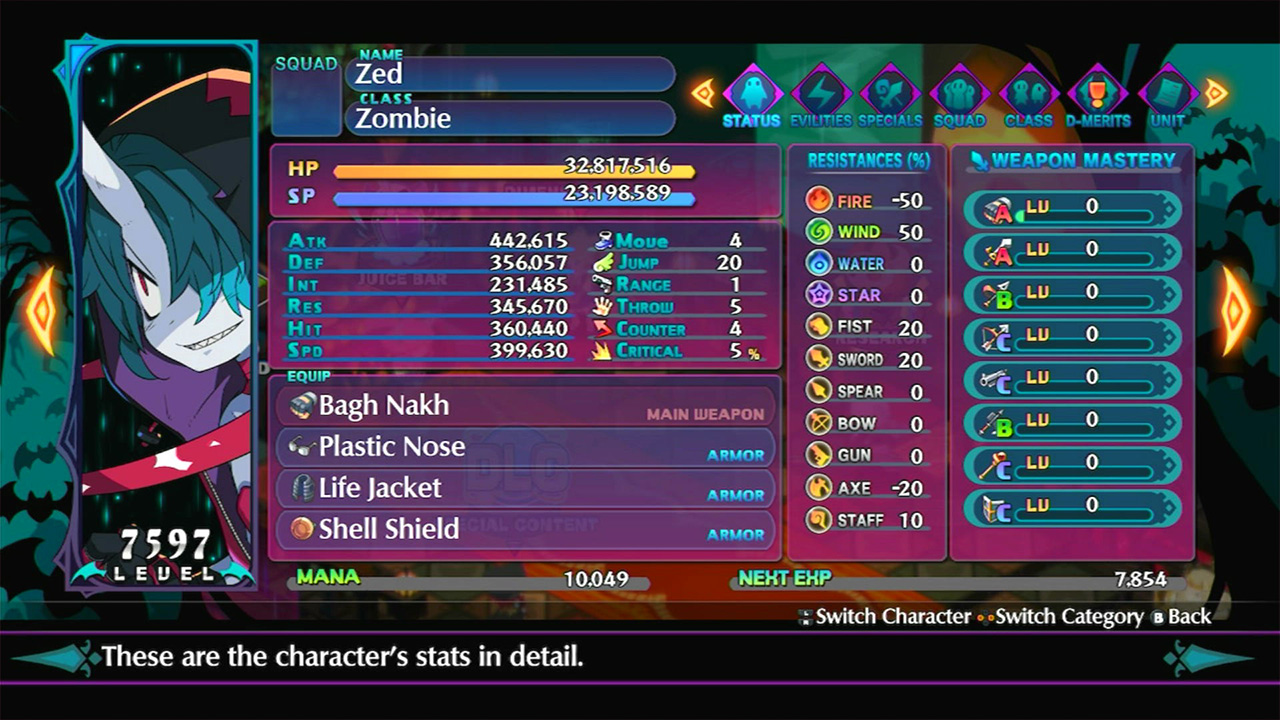 SQUAD
NAME
Zed
CLASS
Zombie
STATUS EVILITIES SPECIALS SQUAD CLASS D-MERITS UNIT
HP 32,817,516
SP 23,198,589
ATK 442,615 MOVE 4
DEF 356,057 JUMP 20
INT 231,485 RANGE 1
RES 345,670 THROW 5
HIT 360,440 COUNTER 4
SPD 399,630 CRITICAL 5 %
JUICE BAR
EQUIP
Bagh Nakh MAIN WEAPON
Plastic Nose ARMOR
Life Jacket ARMOR
Shell Shield ARMOR
DLC
RESISTANCES (%)
FIRE -50
WIND 50
WATER 0
STAR 0
FIST 20
SWORD 20
SPEAR 0
BOW 0
GUN 0
AXE -20
STAFF 10
WEAPON MASTERY
A LV 0
A LV 0
B LV 0
C LV 0
C LV 0
B LV 0
C LV 0
C LV 0
7597
LEVEL
MANA 10,049 NEXT EXP 7,854
Switch Character Switch Category B Back
These are the character's stats in detail.